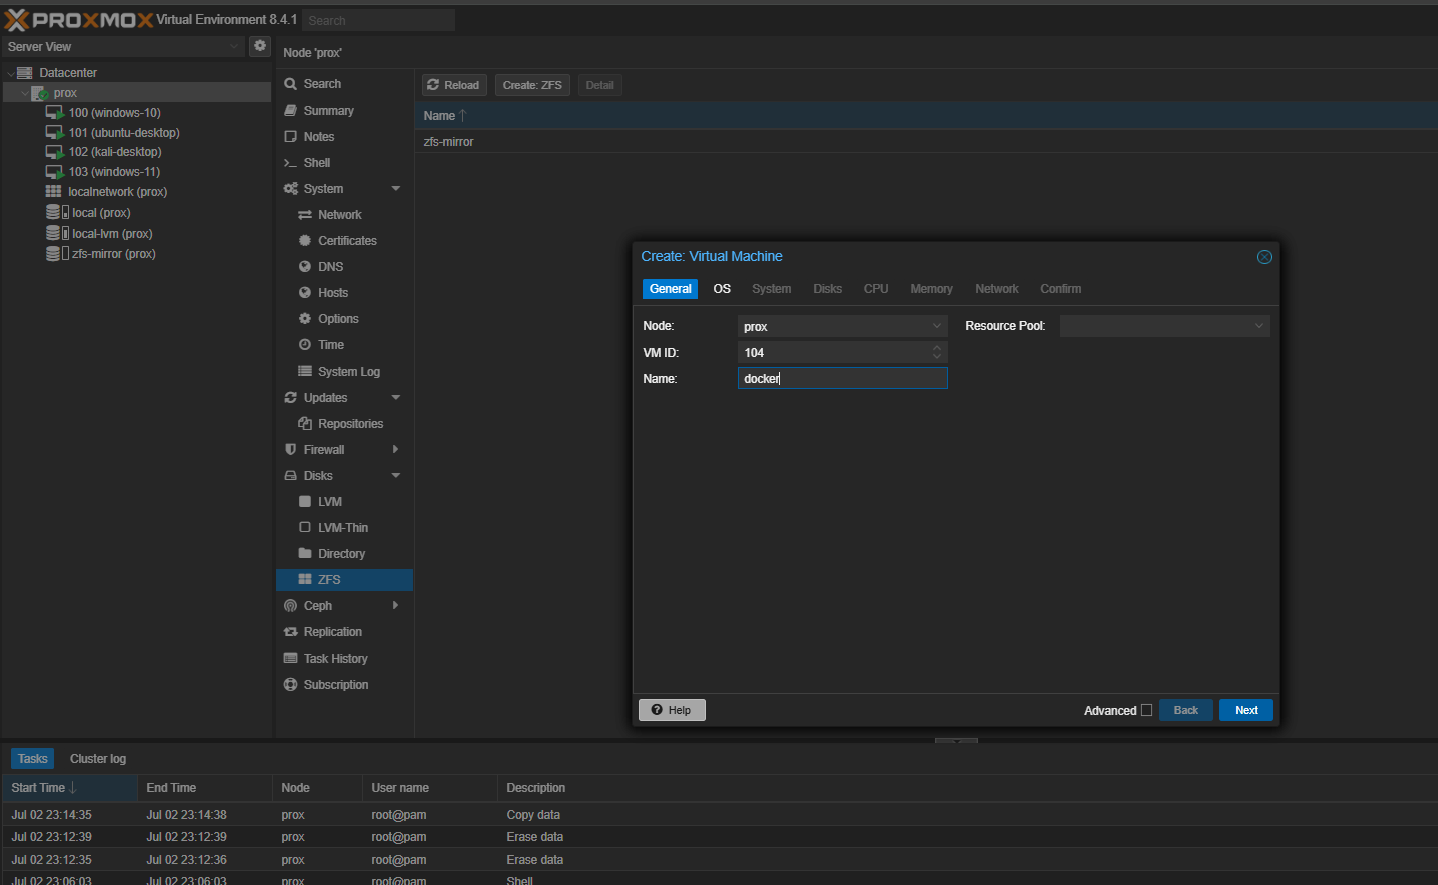 PROXMOX Virtual Environment 8.4.1 Search
Server View
Datacenter
prox
100 (windows-10)
101 (ubuntu-desktop)
102 (kali-desktop)
103 (windows-11)
localnetwork (prox)
local (prox)
local-lvm (prox)
zfs-mirror (prox)
Node 'prox'
Search
Summary
Notes
Shell
System
Network
Certificates
DNS
Hosts
Options
Time
System Log
Updates
Repositories
Firewall
Disks
LVM
LVM-Thin
Directory
ZFS
Ceph
Replication
Task History
Subscription
Reload Create: ZFS Detail
Name
zfs-mirror
Create: Virtual Machine
General OS System Disks CPU Memory Network Confirm
Node: prox Resource Pool:
VM ID: 104
Name: docker
Help Advanced Back Next
Tasks Cluster log
Start Time End Time Node User name Description
Jul 02 23:14:35 Jul 02 23:14:38 prox root@pam Copy data
Jul 02 23:12:39 Jul 02 23:12:39 prox root@pam Erase data
Jul 02 23:12:35 Jul 02 23:12:36 prox root@pam Erase data
Jul 02 23:06:03 Jul 02 23:06:03 prox root@pam Shell